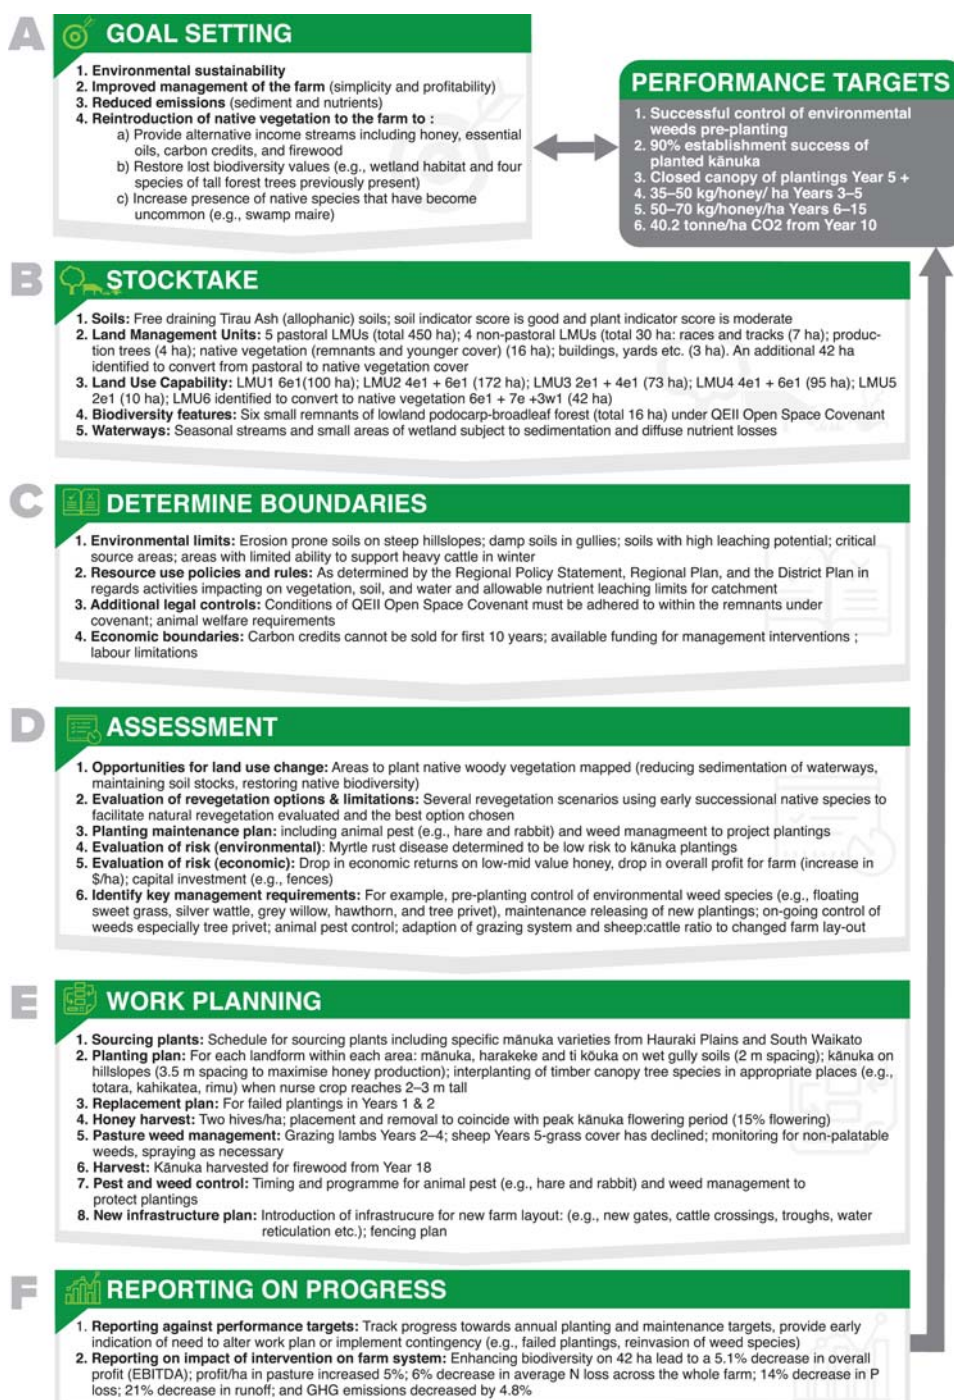 A
GOAL SETTING
1. Environmental sustainability
2. Improved management of the farm (simplicity and profitability)
3. Reduced emissions (sediment and nutrients)
4. Reintroduction of native vegetation to the farm to :
a) Provide alternative income streams including honey, essential
oils, carbon credits, and firewood
b) Restore lost biodiversity values (e.g., wetland habitat and four
species of tall forest trees previously present)
c) Increase presence of native species that have become
uncommon (e.g., swamp maire)
PERFORMANCE TARGETS
1. Successful control of environmental
weeds pre-planting
2. 90% establishment success of
planted kānuka
3. Closed canopy of plantings Year 5 +
4. 35–50 kg/honey/ ha Years 3–5
5. 50–70 kg/honey/ha Years 6–15
6. 40.2 tonne/ha CO2 from Year 10
B
STOCKTAKE
1. Soils: Free draining Tirau Ash (allophanic) soils; soil indicator score is good and plant indicator score is moderate
2. Land Management Units: 5 pastoral LMUs (total 450 ha); 4 non-pastoral LMUs (total 30 ha: races and tracks (7 ha); produc-
tion trees (4 ha); native vegetation (remnants and younger cover) (16 ha); buildings, yards etc. (3 ha). An additional 42 ha
identified to convert from pastoral to native vegetation cover
3. Land Use Capability: LMU1 6e1(100 ha); LMU2 4e1 + 6e1 (172 ha); LMU3 2e1 + 4e1 (73 ha); LMU4 4e1 + 6e1 (95 ha); LMU5
2e1 (10 ha); LMU6 identified to convert to native vegetation 6e1 + 7e +3w1 (42 ha)
4. Biodiversity features: Six small remnants of lowland podocarp-broadleaf forest (total 16 ha) under QEII Open Space Covenant
5. Waterways: Seasonal streams and small areas of wetland subject to sedimentation and diffuse nutrient losses
C
DETERMINE BOUNDARIES
1. Environmental limits: Erosion prone soils on steep hillslopes; damp soils in gullies; soils with high leaching potential; critical
source areas; areas with limited ability to support heavy cattle in winter
2. Resource use policies and rules: As determined by the Regional Policy Statement, Regional Plan, and the District Plan in
regards activities impacting on vegetation, soil, and water and allowable nutrient leaching limits for catchment
3. Additional legal controls: Conditions of QEII Open Space Covenant must be adhered to within the remnants under
covenant; animal welfare requirements
4. Economic boundaries: Carbon credits cannot be sold for first 10 years; available funding for management interventions ;
labour limitations
D
ASSESSMENT
1. Opportunities for land use change: Areas to plant native woody vegetation mapped (reducing sedimentation of waterways,
maintaining soil stocks, restoring native biodiversity)
2. Evaluation of revegetation options & limitations: Several revegetation scenarios using early successional native species to
facilitate natural revegetation evaluated and the best option chosen
3. Planting maintenance plan: including animal pest (e.g., hare and rabbit) and weed managmeent to project plantings
4. Evaluation of risk (environmental): Myrtle rust disease determined to be low risk to kānuka plantings
5. Evaluation of risk (economic): Drop in economic returns on low-mid value honey, drop in overall profit for farm (increase in
$/ha); capital investment (e.g., fences)
6. Identify key management requirements: For example, pre-planting control of environmental weed species (e.g., floating
sweet grass, silver wattle, grey willow, hawthorn, and tree privet), maintenance releasing of new plantings; on-going control of
weeds especially tree privet; animal pest control; adaption of grazing system and sheep:cattle ratio to changed farm lay-out
E
WORK PLANNING
1. Sourcing plants: Schedule for sourcing plants including specific mānuka varieties from Hauraki Plains and South Waikato
2. Planting plan: For each landform within each area: mānuka, harakeke and ti kōuka on wet gully soils (2 m spacing); kānuka on
hillslopes (3.5 m spacing to maximise honey production); interplanting of timber canopy tree species in appropriate places (e.g.,
totara, kahikatea, rimu) when nurse crop reaches 2–3 m tall
3. Replacement plan: For failed plantings in Years 1 & 2
4. Honey harvest: Two hives/ha; placement and removal to coincide with peak kānuka flowering period (15% flowering)
5. Pasture weed management: Grazing lambs Years 2–4; sheep Years 5-grass cover has declined; monitoring for non-palatable
weeds, spraying as necessary
6. Harvest: Kānuka harvested for firewood from Year 18
7. Pest and weed control: Timing and programme for animal pest (e.g., hare and rabbit) and weed management to
protect plantings
8. New infrastructure plan: Introduction of infrastrucure for new farm layout: (e.g., new gates, cattle crossings, troughs, water
reticulation etc.); fencing plan
F
REPORTING ON PROGRESS
1. Reporting against performance targets: Track progress towards annual planting and maintenance targets, provide early
indication of need to alter work plan or implement contingency (e.g., failed plantings, reinvasion of weed species)
2. Reporting on impact of intervention on farm system: Enhancing biodiversity on 42 ha lead to a 5.1% decrease in overall
profit (EBITDA); profit/ha in pasture increased 5%; 6% decrease in average N loss across the whole farm; 14% decrease in P
loss; 21% decrease in runoff; and GHG emissions decreased by 4.8%